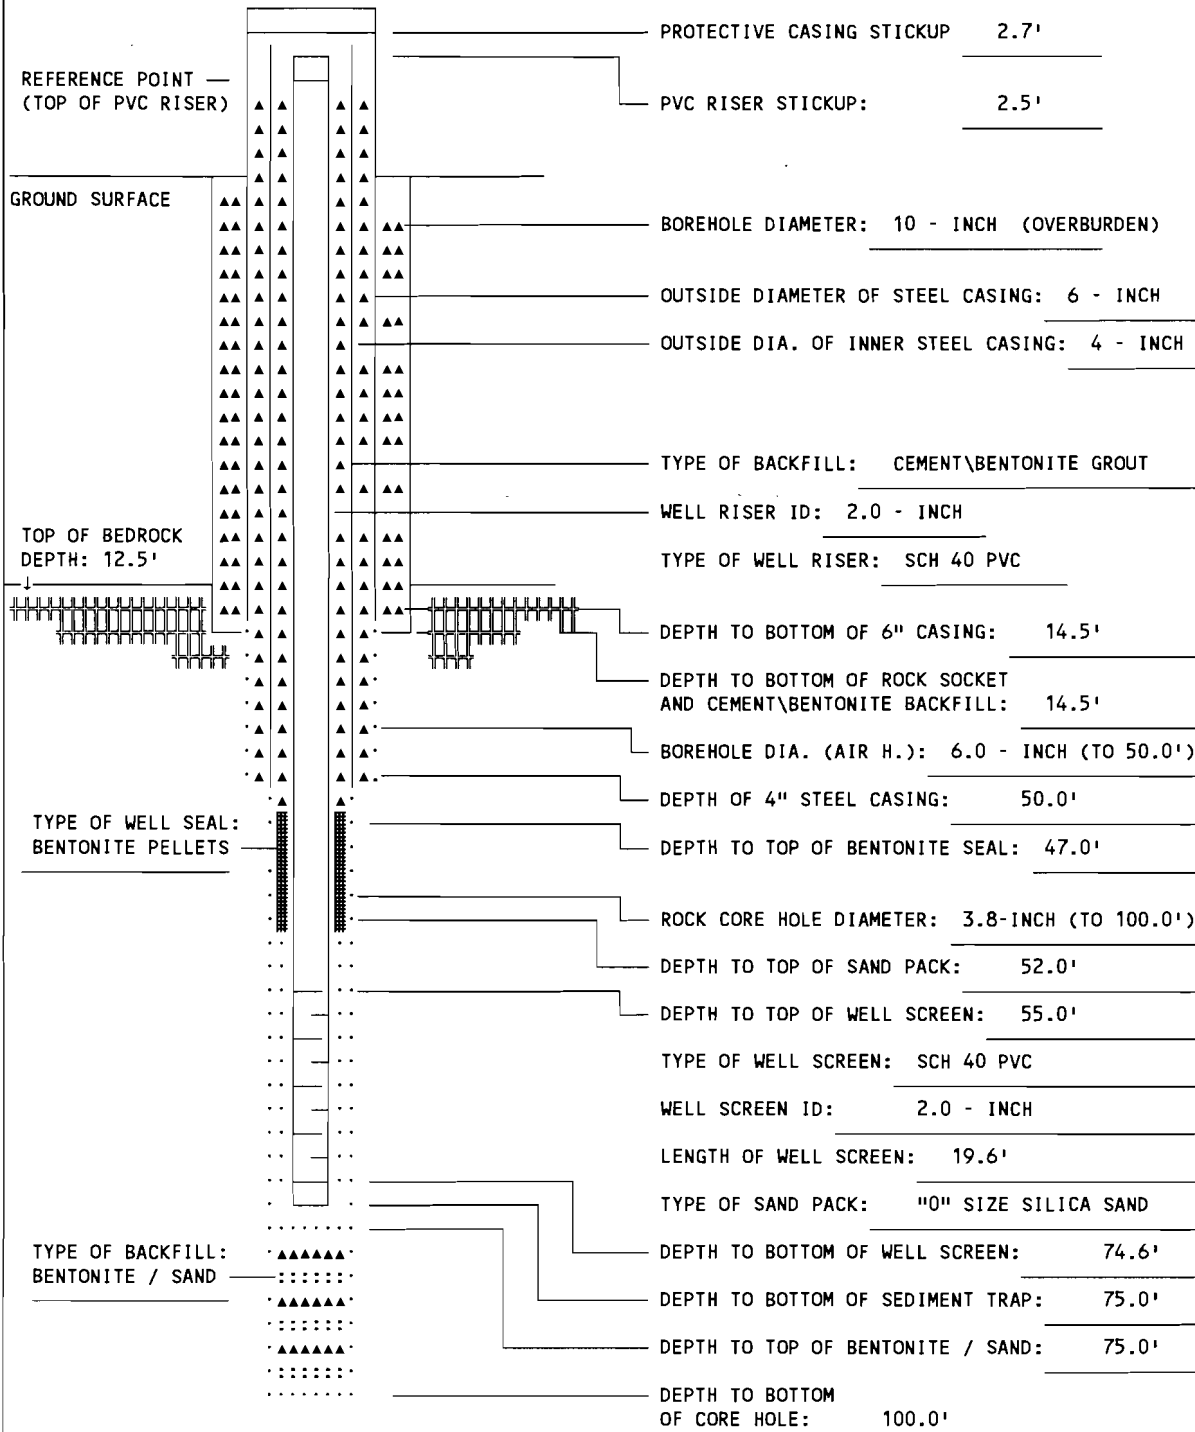 PROTECTIVE CASING STICKUP 2.7'
REFERENCE POINT
(TOP OF PVC RISER)
PVC RISER STICKUP: 2.5'
GROUND SURFACE
BOREHOLE DIAMETER: 10 - INCH (OVERBURDEN)
OUTSIDE DIAMETER OF STEEL CASING: 6 - INCH
OUTSIDE DIA. OF INNER STEEL CASING: 4 - INCH
TYPE OF BACKFILL: CEMENT\BENTONITE GROUT
WELL RISER ID: 2.0 - INCH
TOP OF BEDROCK
DEPTH: 12.5'
TYPE OF WELL RISER: SCH 40 PVC
DEPTH TO BOTTOM OF 6" CASING: 14.5'
DEPTH TO BOTTOM OF ROCK SOCKET
AND CEMENT\BENTONITE BACKFILL: 14.5'
BOREHOLE DIA. (AIR H.): 6.0 - INCH (TO 50.0')
DEPTH OF 4" STEEL CASING: 50.0'
TYPE OF WELL SEAL:
BENTONITE PELLETS
DEPTH TO TOP OF BENTONITE SEAL: 47.0'
ROCK CORE HOLE DIAMETER: 3.8-INCH (TO 100.0')
DEPTH TO TOP OF SAND PACK: 52.0'
DEPTH TO TOP OF WELL SCREEN: 55.0'
TYPE OF WELL SCREEN: SCH 40 PVC
WELL SCREEN ID: 2.0 - INCH
LENGTH OF WELL SCREEN: 19.6'
TYPE OF SAND PACK: "0" SIZE SILICA SAND
TYPE OF BACKFILL:
BENTONITE / SAND
DEPTH TO BOTTOM OF WELL SCREEN: 74.6'
DEPTH TO BOTTOM OF SEDIMENT TRAP: 75.0'
DEPTH TO TOP OF BENTONITE / SAND: 75.0'
DEPTH TO BOTTOM
OF CORE HOLE: 100.0'